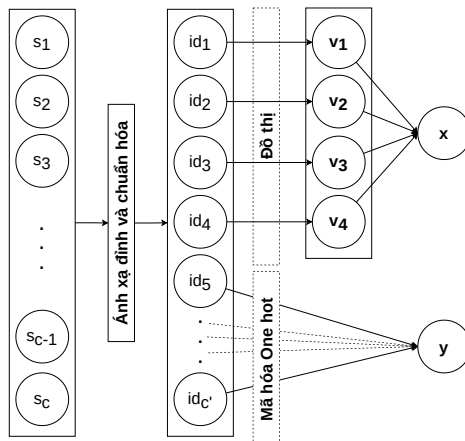 s1
s2
s3
.
.
.
sc-1
sc
Ánh xạ đỉnh và chuẩn hóa
id1
id2
id3
id4
id5
.
.
.
idc'
Đồ thị
Mã hóa One hot
v1
v2
v3
v4
x
y